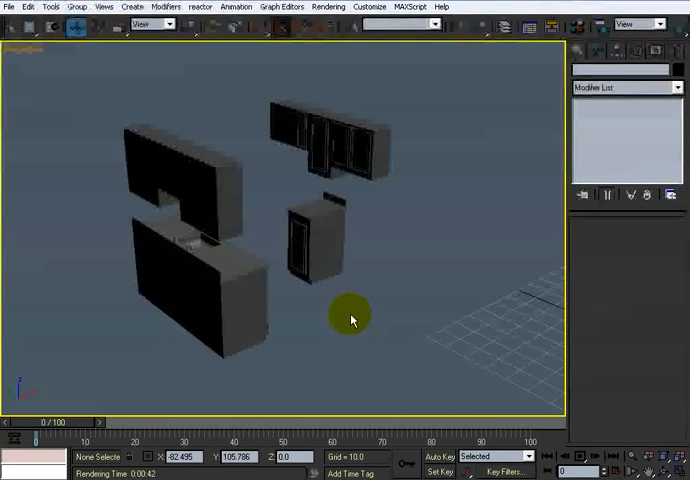 File Edit Tools Group Views Create Modifiers reactor Animation Graph Editors Rendering Customize MAXScript Help
View View
Modifier List
0 / 100
0 10 20 30 40 50 60 70 80 90 100
None Selecte X: -82.495 Y: 105.786 Z: 0.0 Grid = 10.0 Auto Key Selected
Rendering Time 0:00:42 Add Time Tag Set Key Key Filters... 0